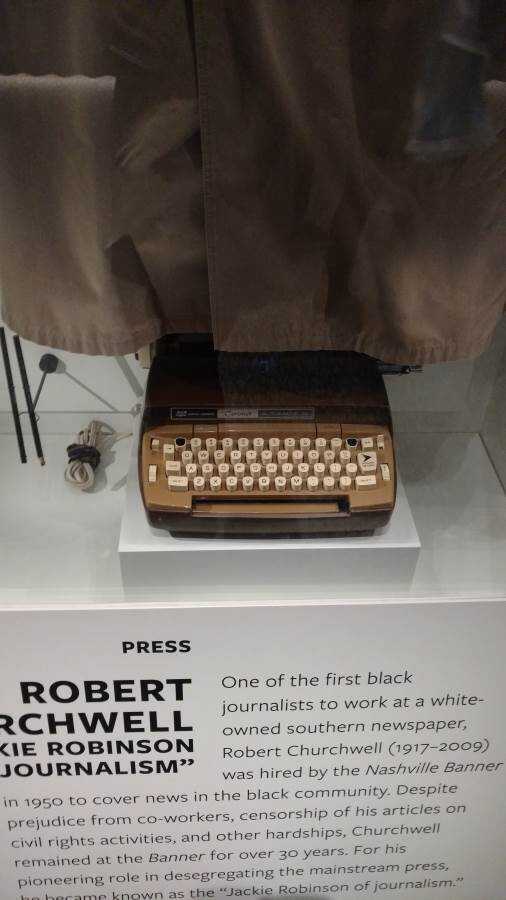 Coronet
PRESS
ROBERT
RCHWELL
KIE ROBINSON
JOURNALISM”
One of the first black
journalists to work at a white-
owned southern newspaper,
Robert Churchwell (1917–2009)
was hired by the Nashville Banner
in 1950 to cover news in the black community. Despite
prejudice from co-workers, censorship of his articles on
civil rights activities, and other hardships, Churchwell
remained at the Banner for over 30 years. For his
pioneering role in desegregating the mainstream press,
he became known as the “Jackie Robinson of journalism.”